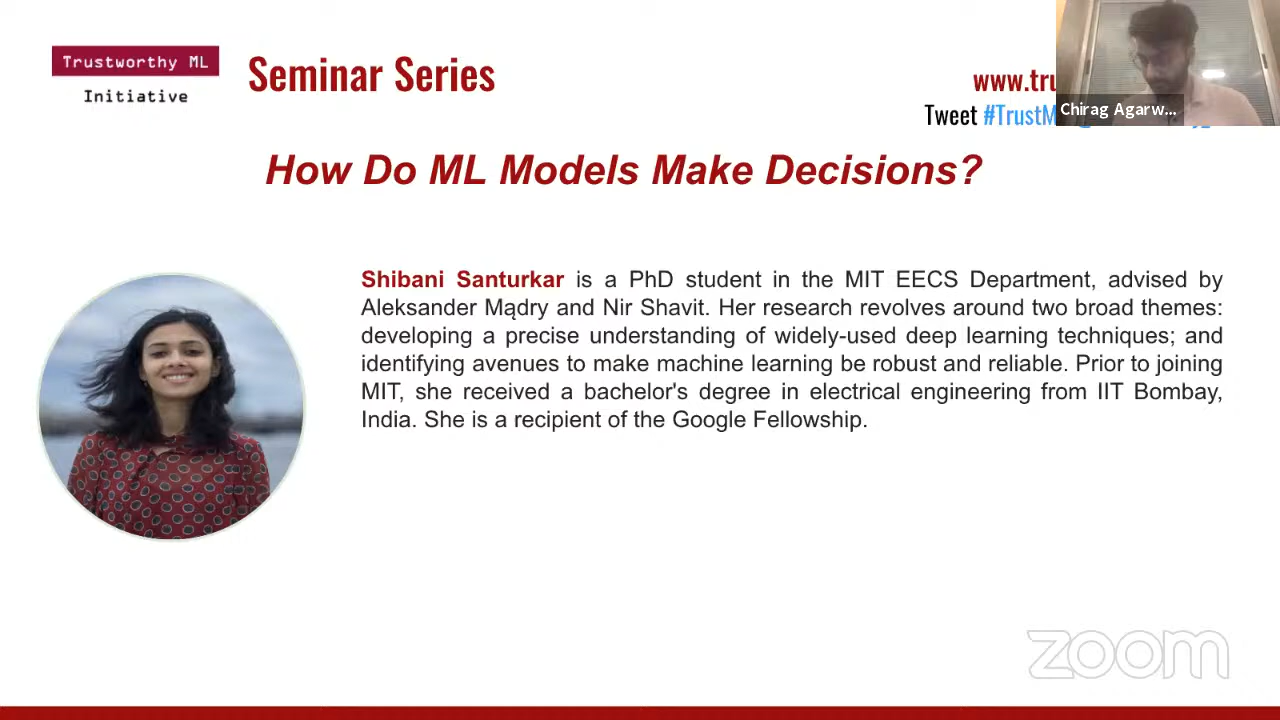 Trustworthy ML
Initiative
Seminar Series
www.tru
Tweet #TrustM
Chirag Agarw...
How Do ML Models Make Decisions?
Shibani Santurkar is a PhD student in the MIT EECS Department, advised by
Aleksander Mądry and Nir Shavit. Her research revolves around two broad themes:
developing a precise understanding of widely-used deep learning techniques; and
identifying avenues to make machine learning be robust and reliable. Prior to joining
MIT, she received a bachelor's degree in electrical engineering from IIT Bombay,
India. She is a recipient of the Google Fellowship.
zoom